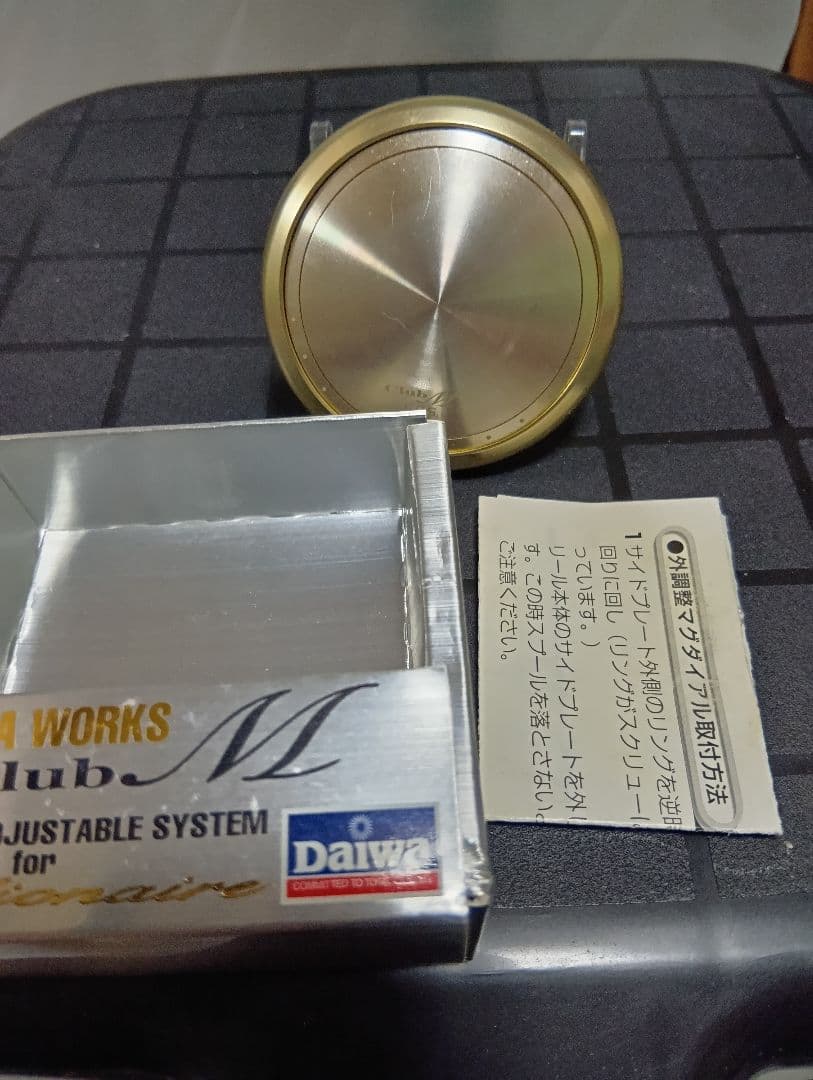 A WORKS
lub M
DJUSTABLE SYSTEM
for
lionaire
Daiwa
COMMITTED TO
●外調整マグダイアル取付方法
1サイドプレート外側のリングを逆時
回りに回し(リングがスクリュー
っています。)
リール本体のサイドプレートを外し
す。この時スプールを落とさない
ご注意ください。